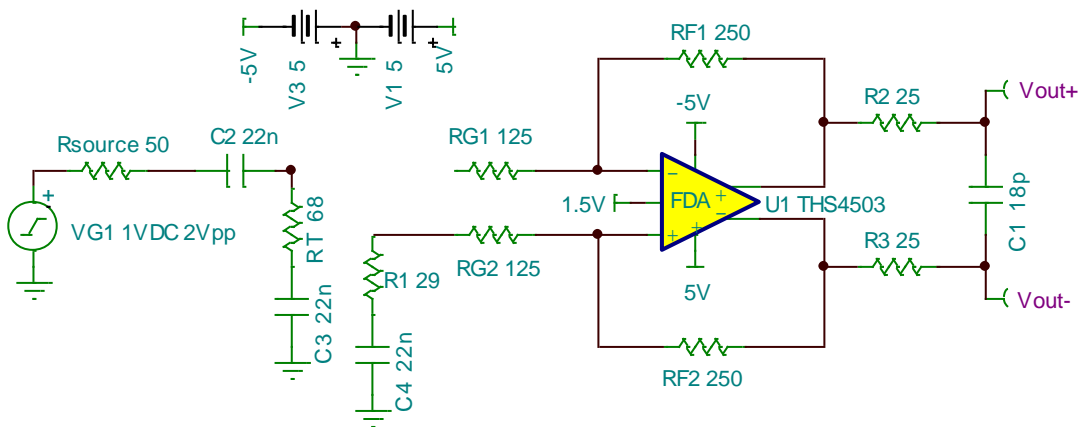 -5V
V3 5
+
V1 5
+
5V
RF1 250
-5V
R2 25
Vout+
Rsource 50
C2 22n
RG1 125
−
FDA
+
−
+
1.5V
U1 THS4503
C1 18p
+
VG1 1VDC 2Vpp
RT 68
RG2 125
R1 29
5V
R3 25
Vout-
C3 22n
C4 22n
RF2 250